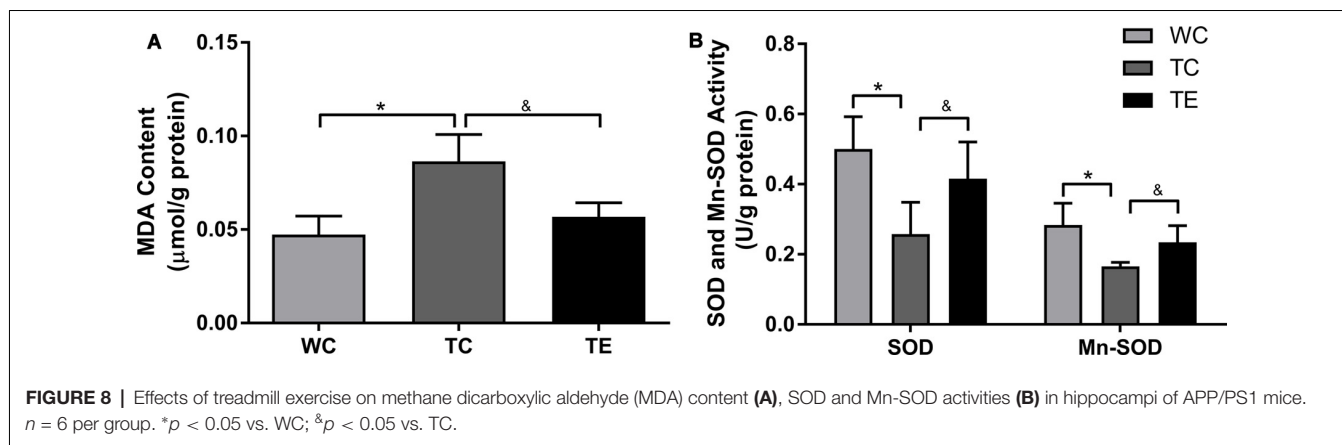 A
0.15
0.10
0.05
0.00
MDA Content
(μmol/g protein)
*
&
WC
TC
TE
B
0.8
0.6
0.4
0.2
0.0
SOD and Mn-SOD Activity
(U/g protein)
*
&
*
&
SOD
Mn-SOD
WC
TC
TE
FIGURE 8 | Effects of treadmill exercise on methane dicarboxylic aldehyde (MDA) content (A), SOD and Mn-SOD activities (B) in hippocampi of APP/PS1 mice.
n = 6 per group. *p < 0.05 vs. WC; &p < 0.05 vs. TC.